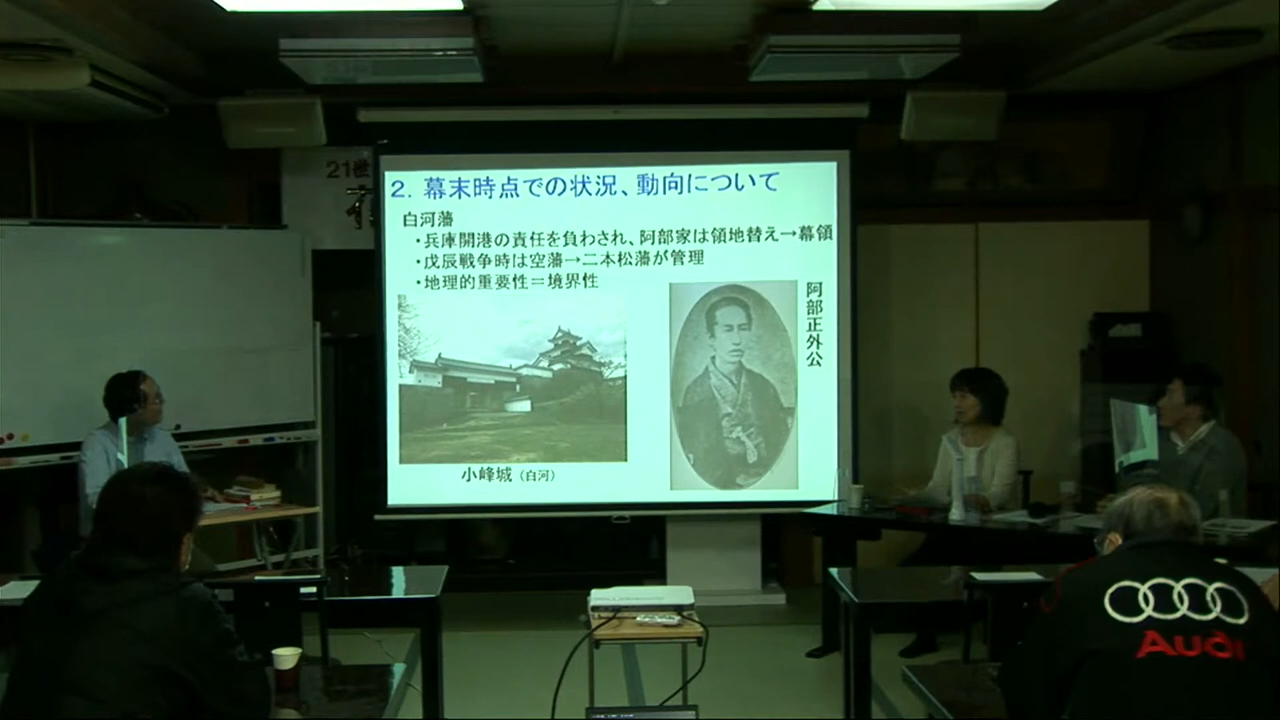 21世
2．幕末時点での状況、動向について
白河藩
・兵庫開港の責任を負わされ、阿部家は領地替え→幕領
・戊辰戦争時は空藩→二本松藩が管理
・地理的重要性＝境界性
阿部正外公
小峰城（白河）
Audi